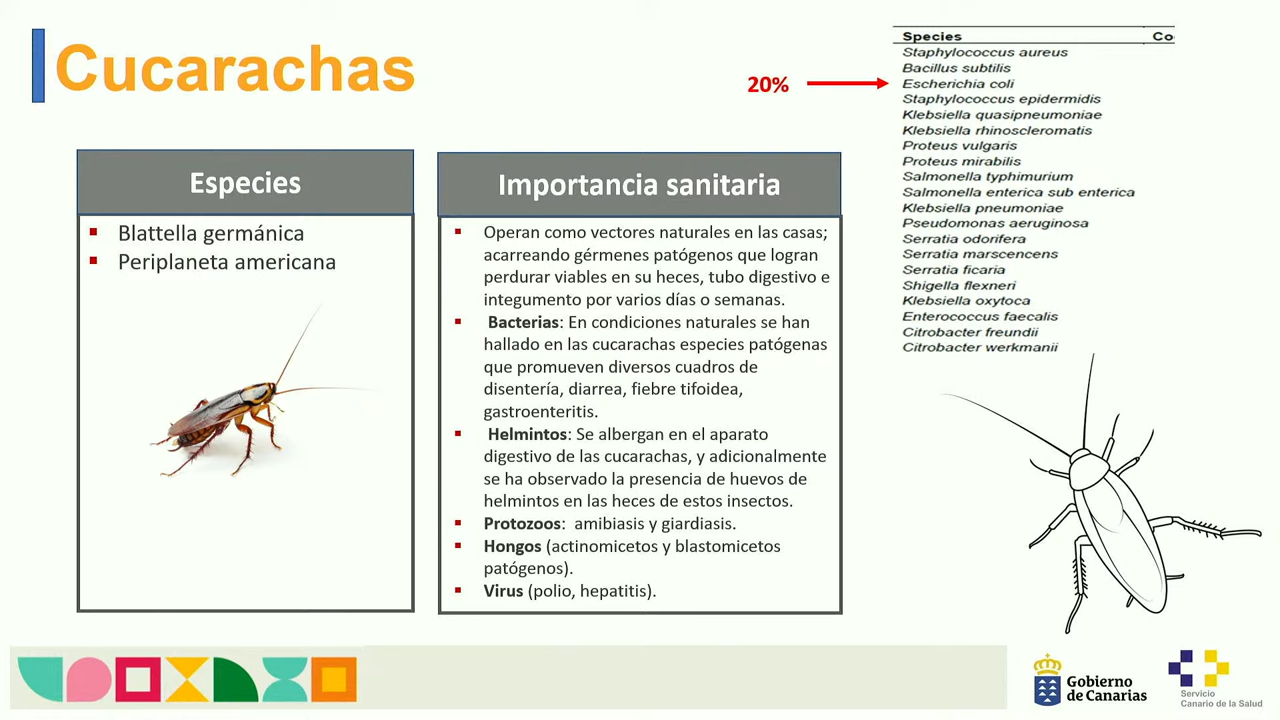 Cucarachas
Especies
Blattella germánica
Periplaneta americana
Importancia sanitaria
Operan como vectores naturales en las casas;
acarreando gérmenes patógenos que logran
perdurar viables en su heces, tubo digestivo e
integumento por varios días o semanas.
Bacterias: En condiciones naturales se han
hallado en las cucarachas especies patógenas
que promueven diversos cuadros de
disentería, diarrea, fiebre tifoidea,
gastroenteritis.
Helmintos: Se albergan en el aparato
digestivo de las cucarachas, y adicionalmente
se ha observado la presencia de huevos de
helmintos en las heces de estos insectos.
Protozoos: amibiasis y giardiasis.
Hongos (actinomicetos y blastomicetos
patógenos).
Virus (polio, hepatitis).
20%
Species Co
Staphylococcus aureus
Bacillus subtilis
Escherichia coli
Staphylococcus epidermidis
Klebsiella quasipneumoniae
Klebsiella rhinoscleromatis
Proteus vulgaris
Proteus mirabilis
Salmonella typhimurium
Salmonella enterica sub enterica
Klebsiella pneumoniae
Pseudomonas aeruginosa
Serratia odorifera
Serratia marscencens
Serratia ficaria
Shigella flexneri
Klebsiella oxytoca
Enterococcus faecalis
Citrobacter freundii
Citrobacter werkmanii
Gobierno
de Canarias
Servicio
Canario de la Salud